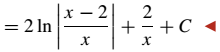 = 2 ln |x − 2 / x| + 2/x + C ◄